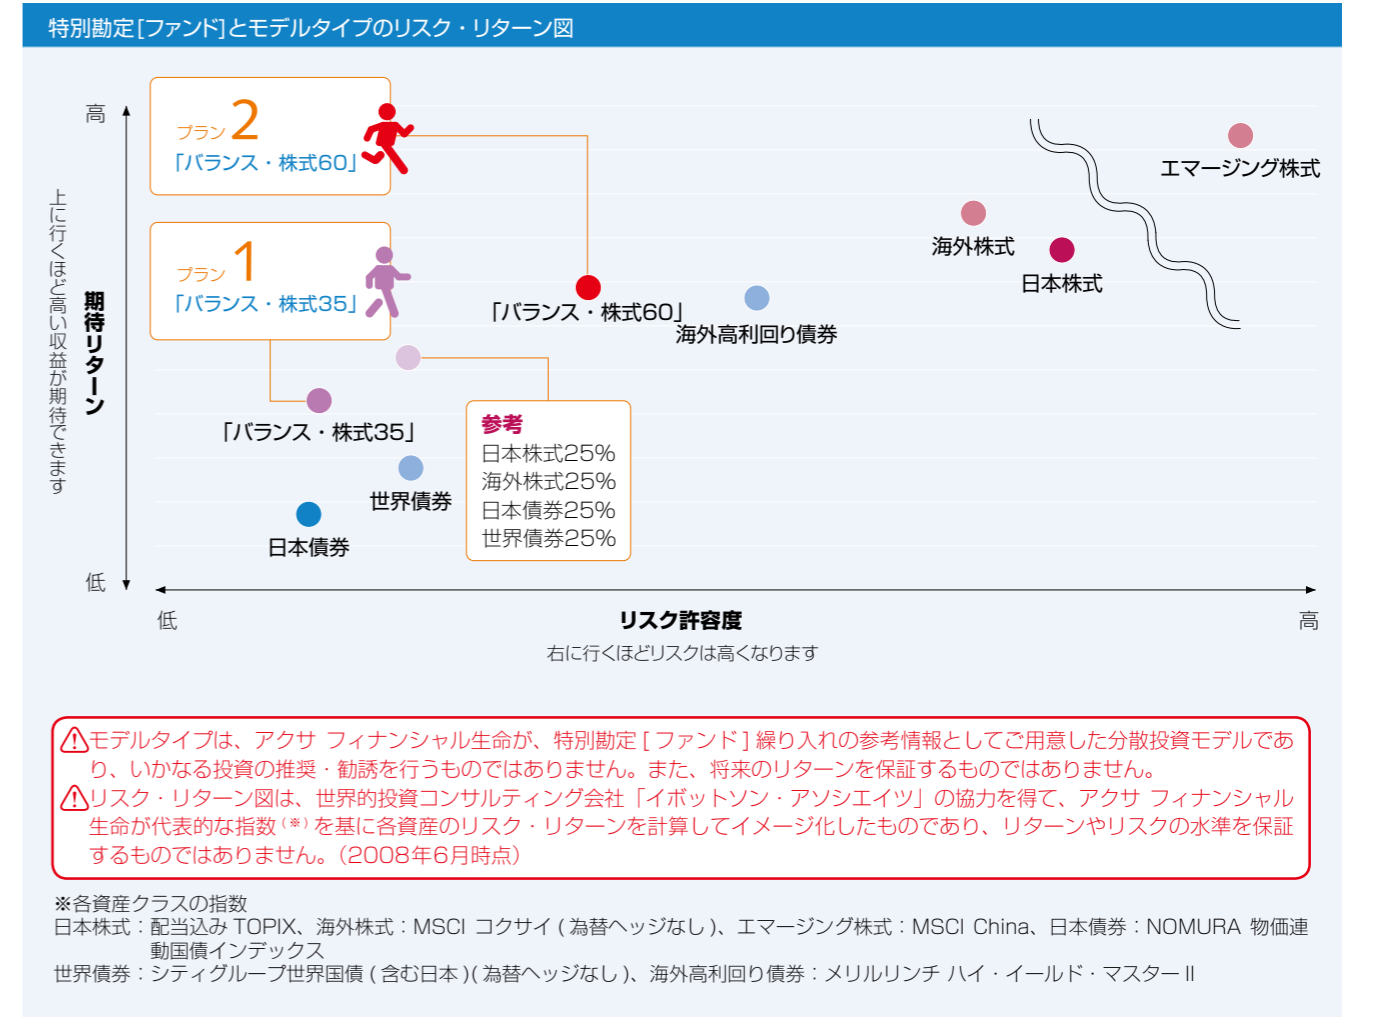 特別勘定[ファンド]とモデルタイプのリスク・リターン図
高
プラン2
「バランス・株式60」
プラン1
「バランス・株式35」
上に行くほど高い収益が期待できます
期待リターン
低
エマージング株式
海外株式
日本株式
「バランス・株式60」
海外高利回り債券
「バランス・株式35」
世界債券
日本債券
参考
日本株式25%
海外株式25%
日本債券25%
世界債券25%
低
リスク許容度
高
右に行くほどリスクは高くなります
モデルタイプは、アクサ フィナンシャル生命が、特別勘定 [ ファンド ] 繰り入れの参考情報としてご用意した分散投資モデルであ
り、いかなる投資の推奨・勧誘を行うものではありません。また、将来のリターンを保証するものではありません。
リスク・リターン図は、世界的投資コンサルティング会社「イボットソン・アソシエイツ」の協力を得て、アクサ フィナンシャル
生命が代表的な指数(※)を基に各資産のリスク・リターンを計算してイメージ化したものであり、リターンやリスクの水準を保証
するものではありません。(2008年6月時点)
※各資産クラスの指数
日本株式：配当込み TOPIX、海外株式：MSCI コクサイ ( 為替ヘッジなし )、エマージング株式：MSCI China、日本債券：NOMURA 物価連
動国債インデックス
世界債券：シティグループ世界国債 ( 含む日本 )( 為替ヘッジなし )、海外高利回り債券：メリルリンチ ハイ・イールド・マスターⅡ